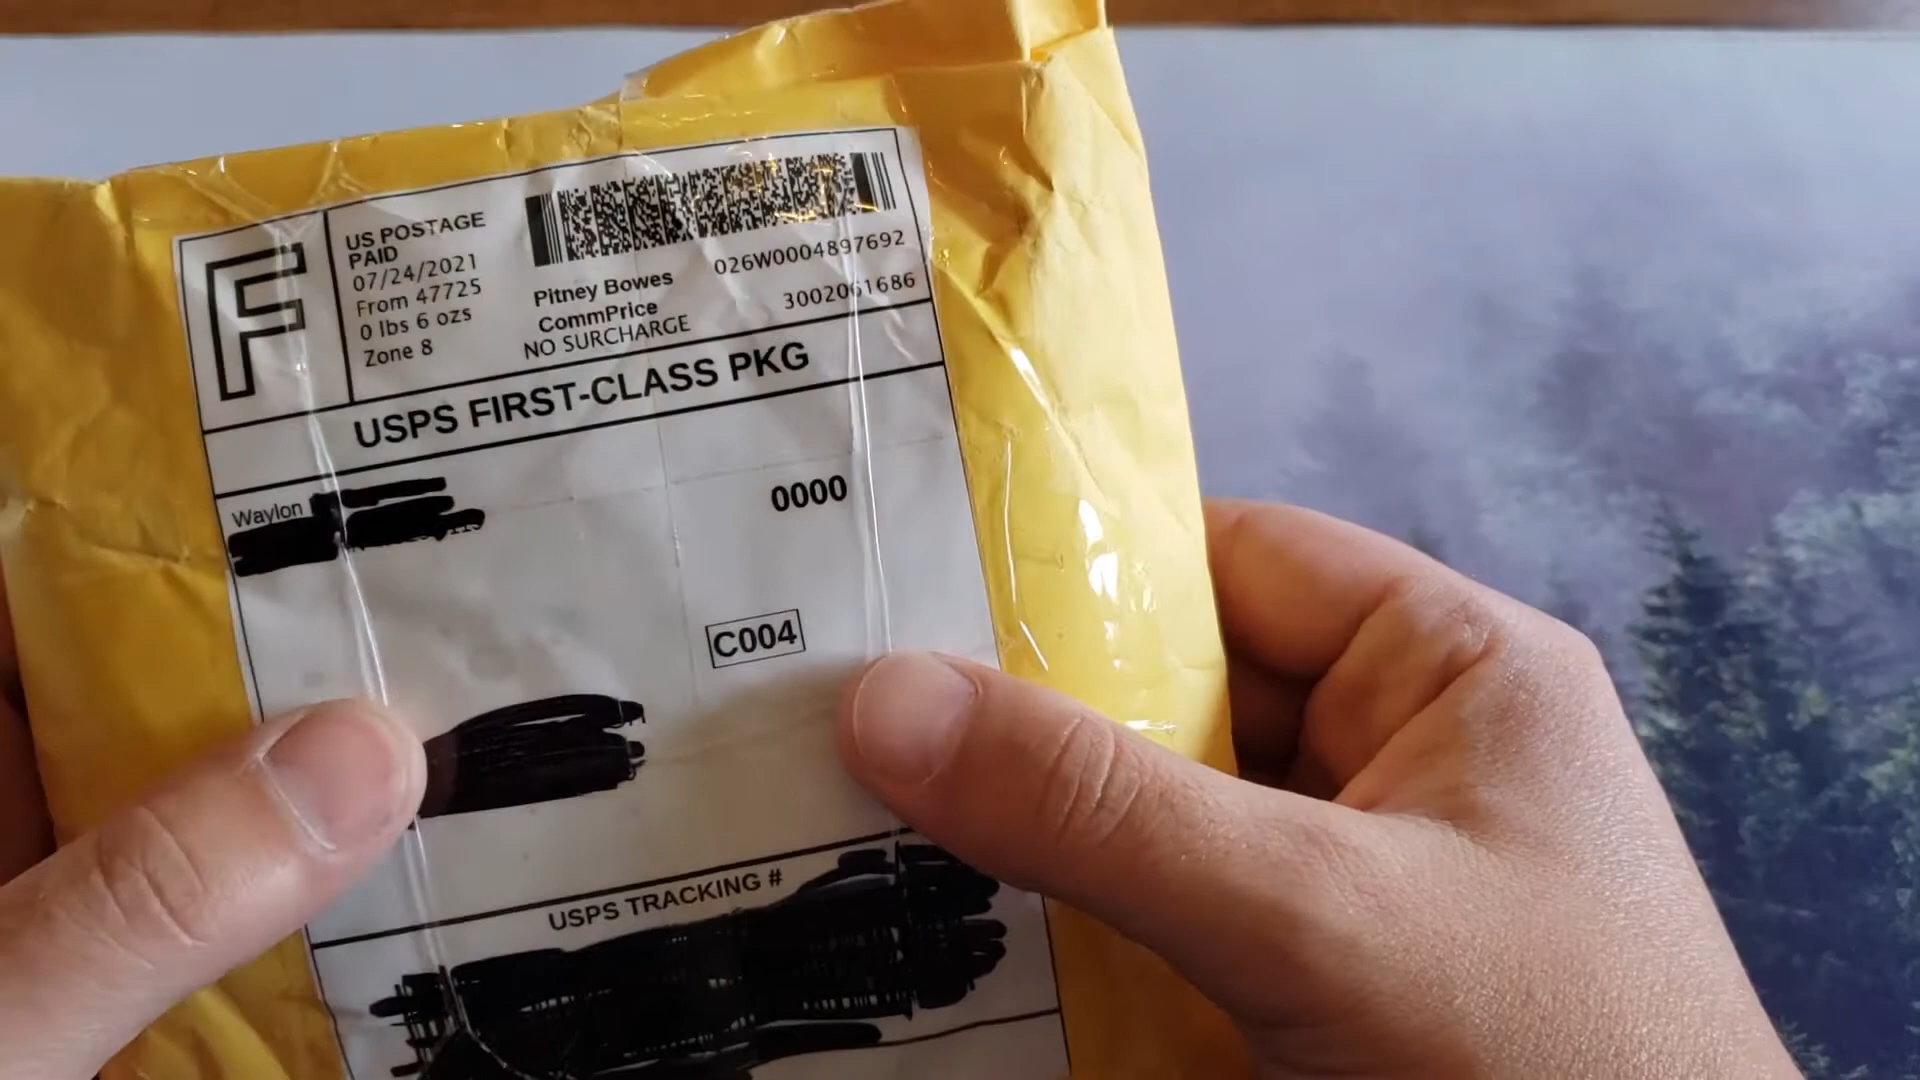 F
US POSTAGE
PAID
07/24/2021
From 47725
0 lbs 6 ozs
Zone 8
026W0004897692
Pitney Bowes
CommPrice
NO SURCHARGE
3002061686
USPS FIRST-CLASS PKG
Waylon
0000
C004
USPS TRACKING #